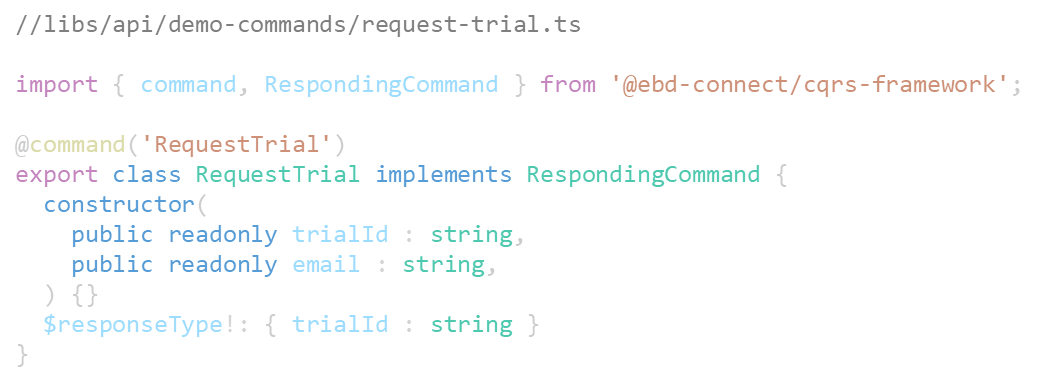 //libs/api/demo-commands/request-trial.ts
import { command, RespondingCommand } from '@ebd-connect/cqrs-framework';
@command('RequestTrial')
export class RequestTrial implements RespondingCommand {
constructor(
public readonly trialId : string,
public readonly email : string,
) {}
$responseType!: { trialId : string }
}